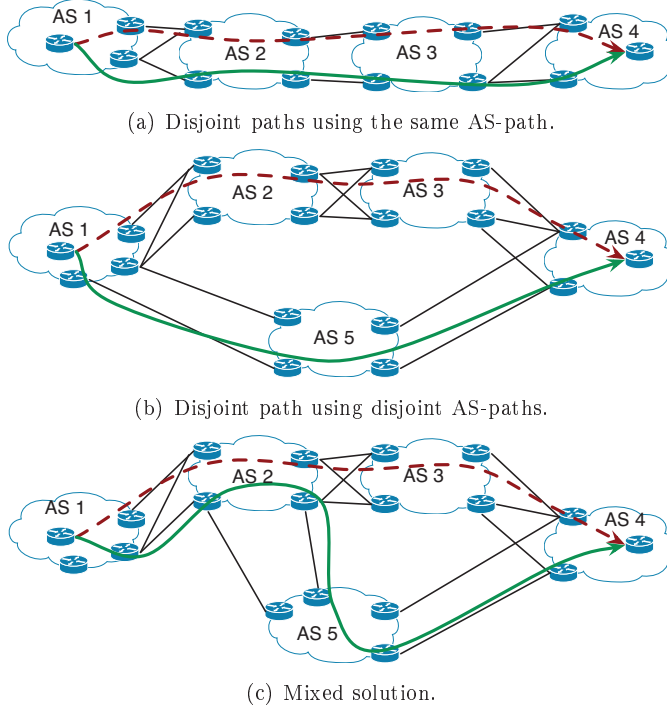 AS 1
AS 2
AS 3
AS 4
(a) Disjoint paths using the same AS-path.
AS 2
AS 3
AS 1
AS 4
AS 5
(b) Disjoint path using disjoint AS-paths.
AS 2
AS 3
AS 1
AS 4
AS 5
(c) Mixed solution.